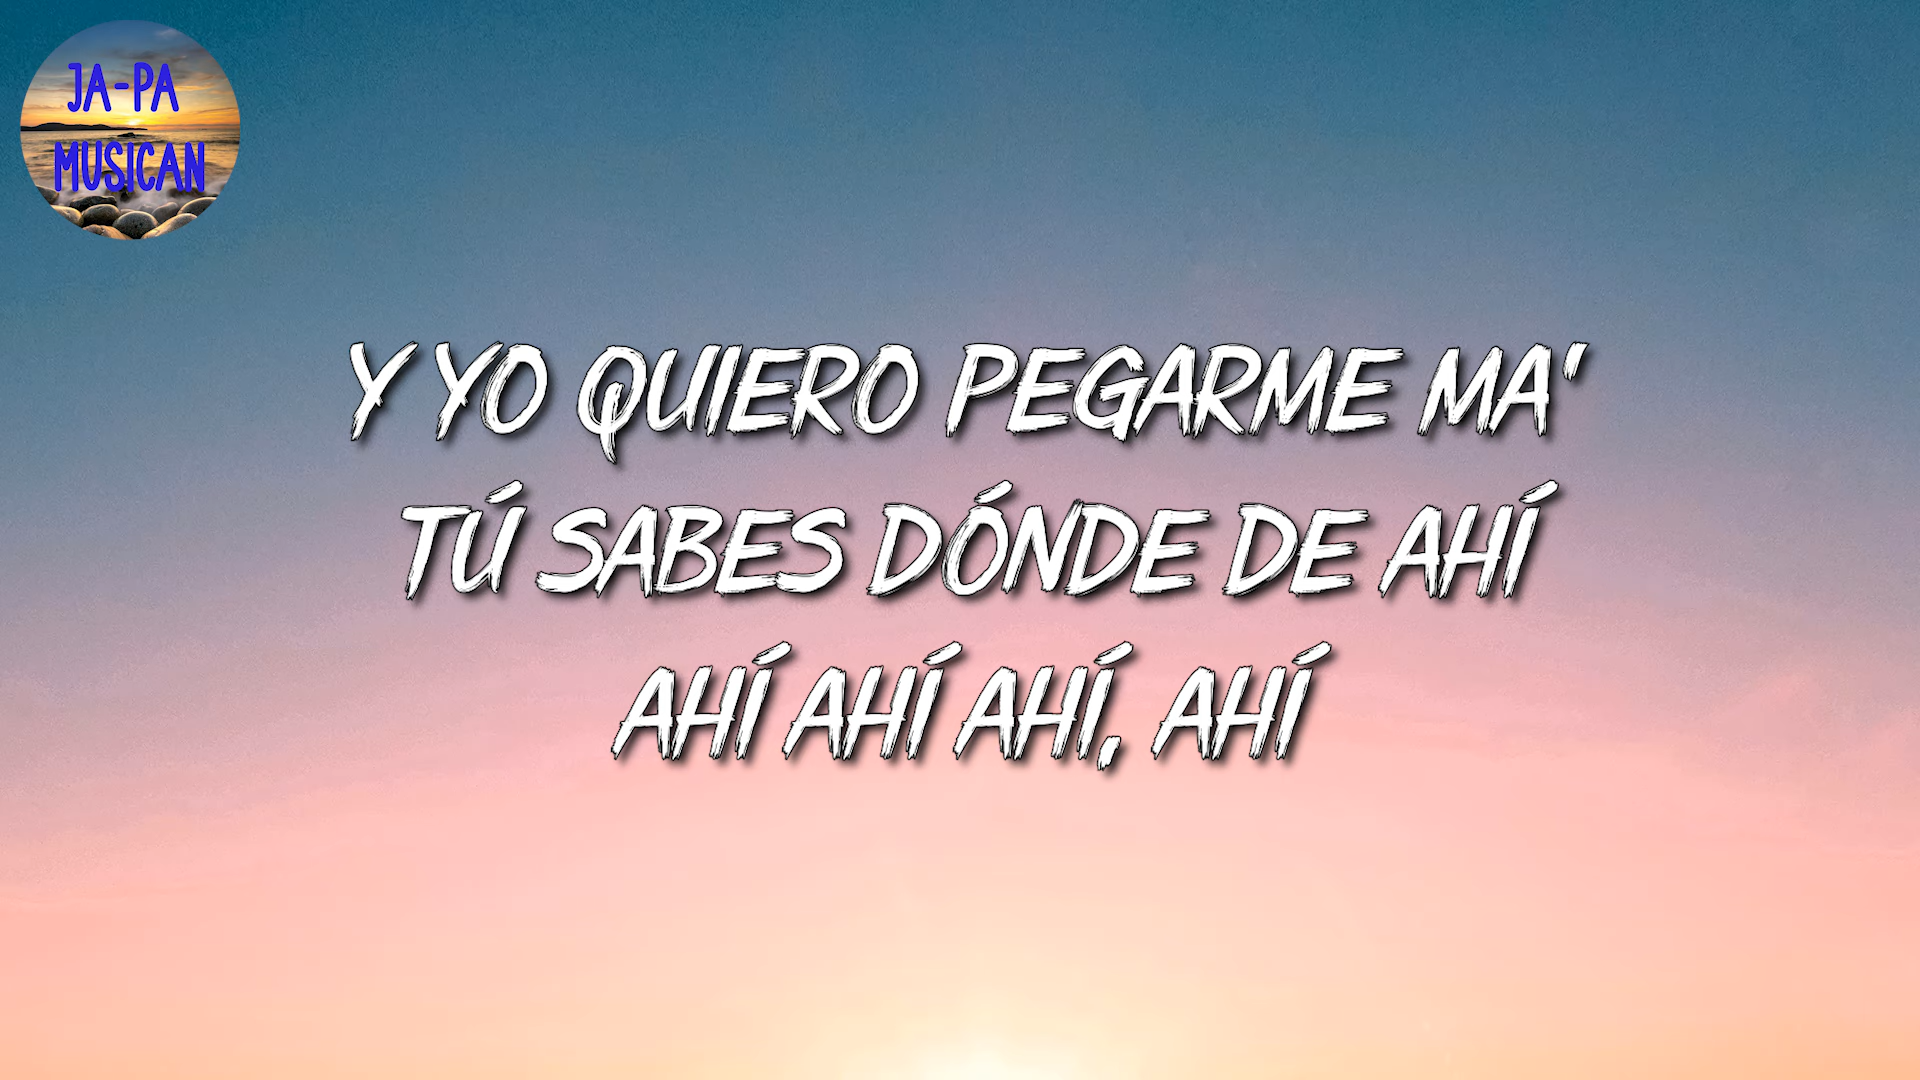 JA-PA
MUSICAN
Y YO QUIERO PEGARME MA'
TÚ SABES DÓNDE DE AHÍ
AHÍ AHÍ AHÍ, AHÍ